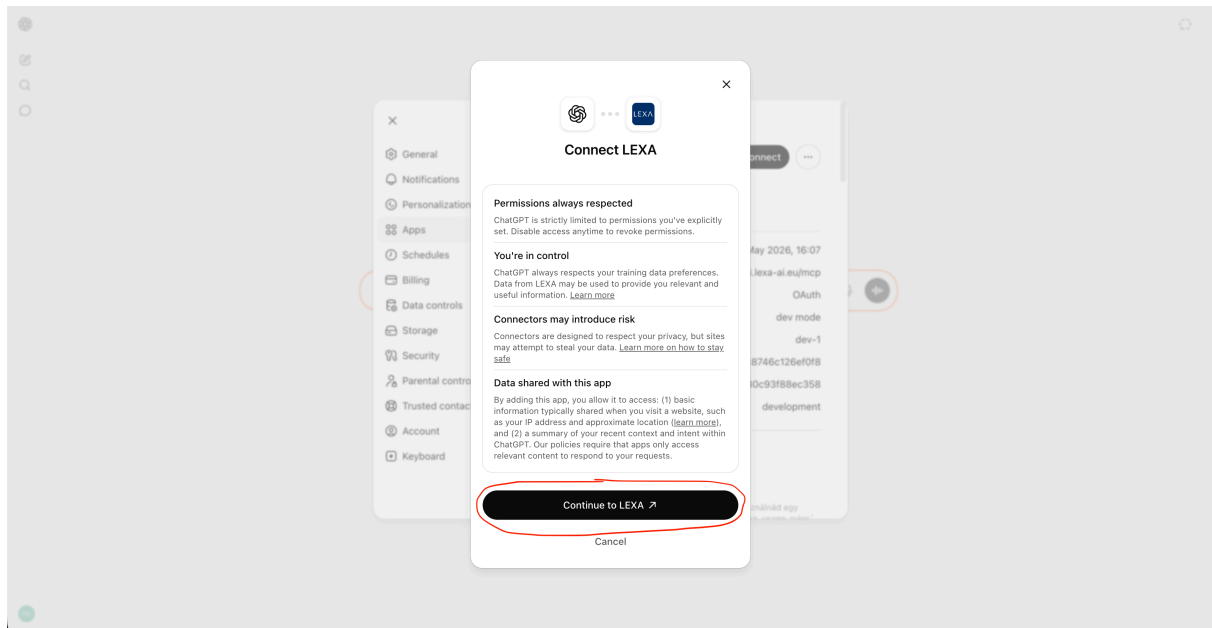 LEXA
Connect LEXA
Permissions always respected
ChatGPT is strictly limited to permissions you've explicitly
set. Disable access anytime to revoke permissions.
You're in control
ChatGPT always respects your training data preferences.
Data from LEXA may be used to provide you relevant and
useful information. Learn more
Connectors may introduce risk
Connectors are designed to respect your privacy, but sites
may attempt to steal your data. Learn more on how to stay
safe
Data shared with this app
By adding this app, you allow it to access: (1) basic
information typically shared when you visit a website, such
as your IP address and approximate location (learn more),
and (2) a summary of your recent context and intent within
ChatGPT. Our policies require that apps only access
relevant content to respond to your requests.
Continue to LEXA
Cancel
General
Notifications
Personalization
Apps
Schedules
Billing
Data controls
Storage
Security
Parental contro
Trusted contac
Account
Keyboard
onnect
May 2026, 16:07
i.lexa-ai.eu/mcp
OAuth
dev mode
dev-1
8746c126ef0f8
0c93f88ec358
development
ználnád egy